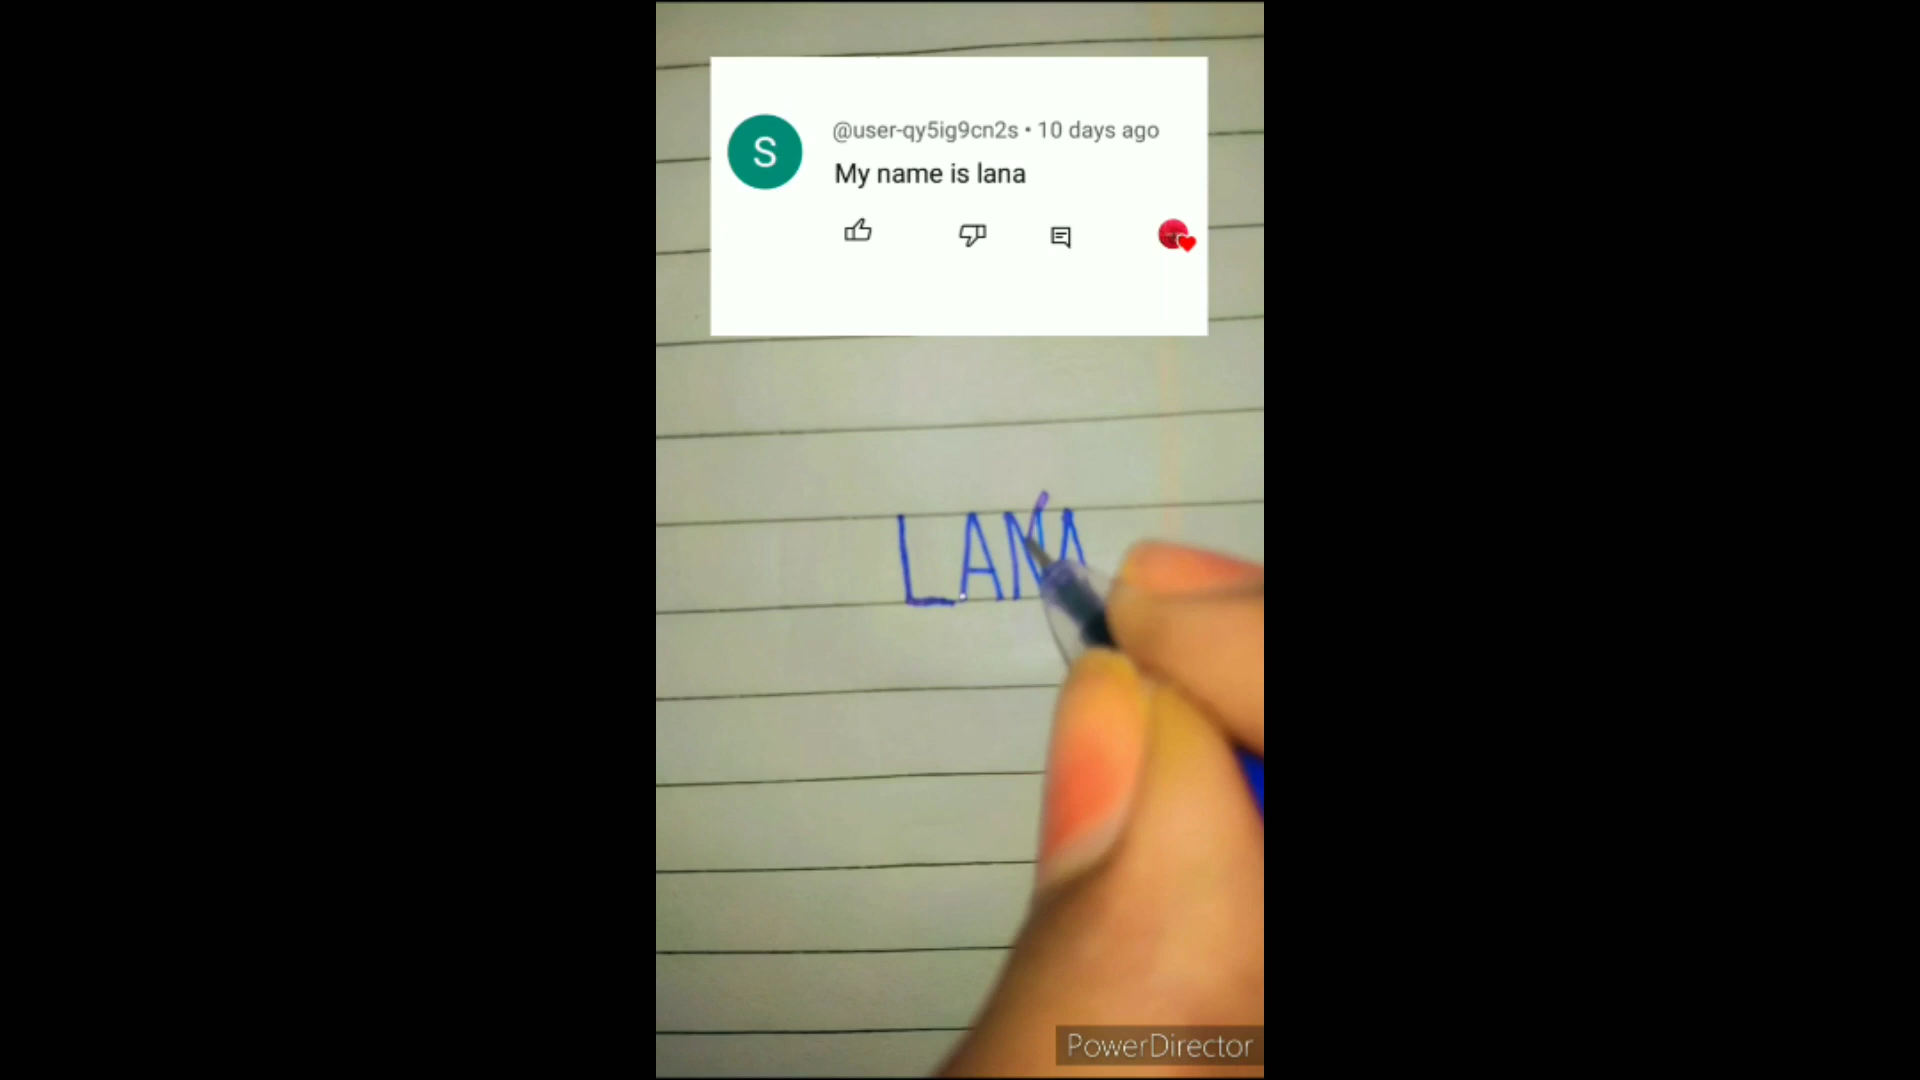 S
@user-qy5ig9cn2s • 10 days ago
My name is lana
LANA
PowerDirector